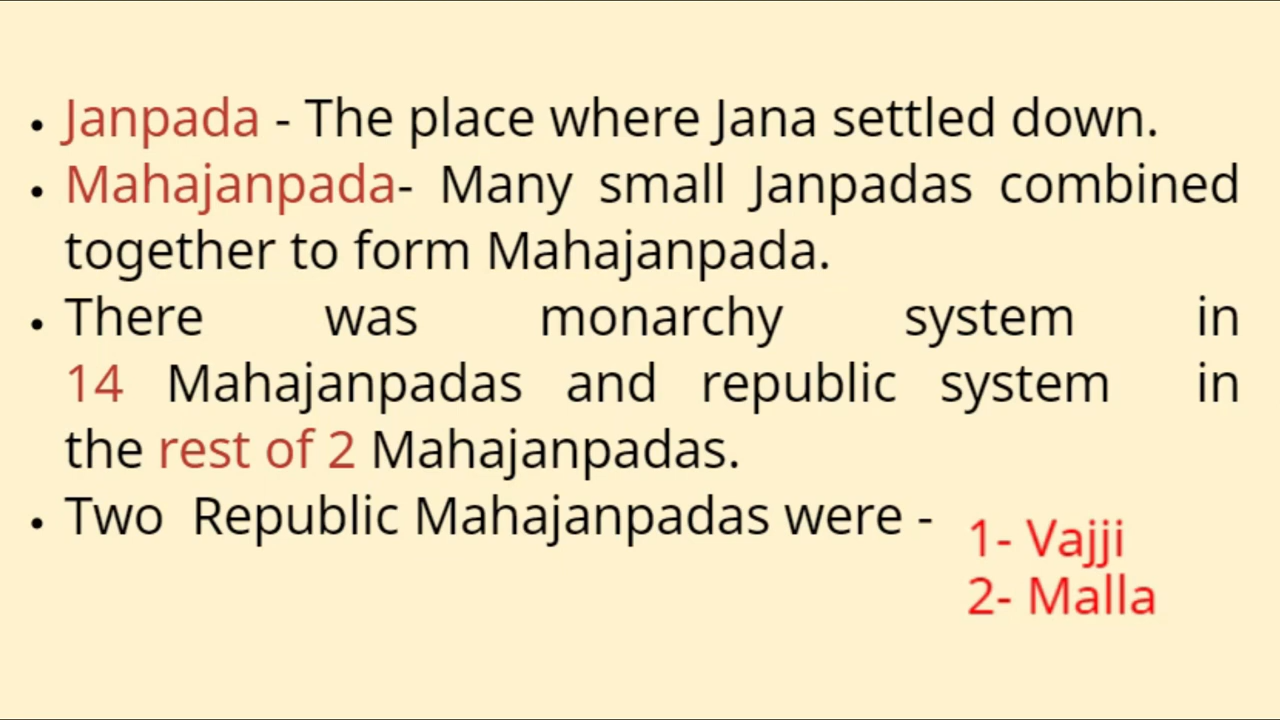 • Janpada - The place where Jana settled down.
• Mahajanpada- Many small Janpadas combined
together to form Mahajanpada.
• There was monarchy system in
14 Mahajanpadas and republic system in
the rest of 2 Mahajanpadas.
• Two Republic Mahajanpadas were -
1- Vajji
2- Malla